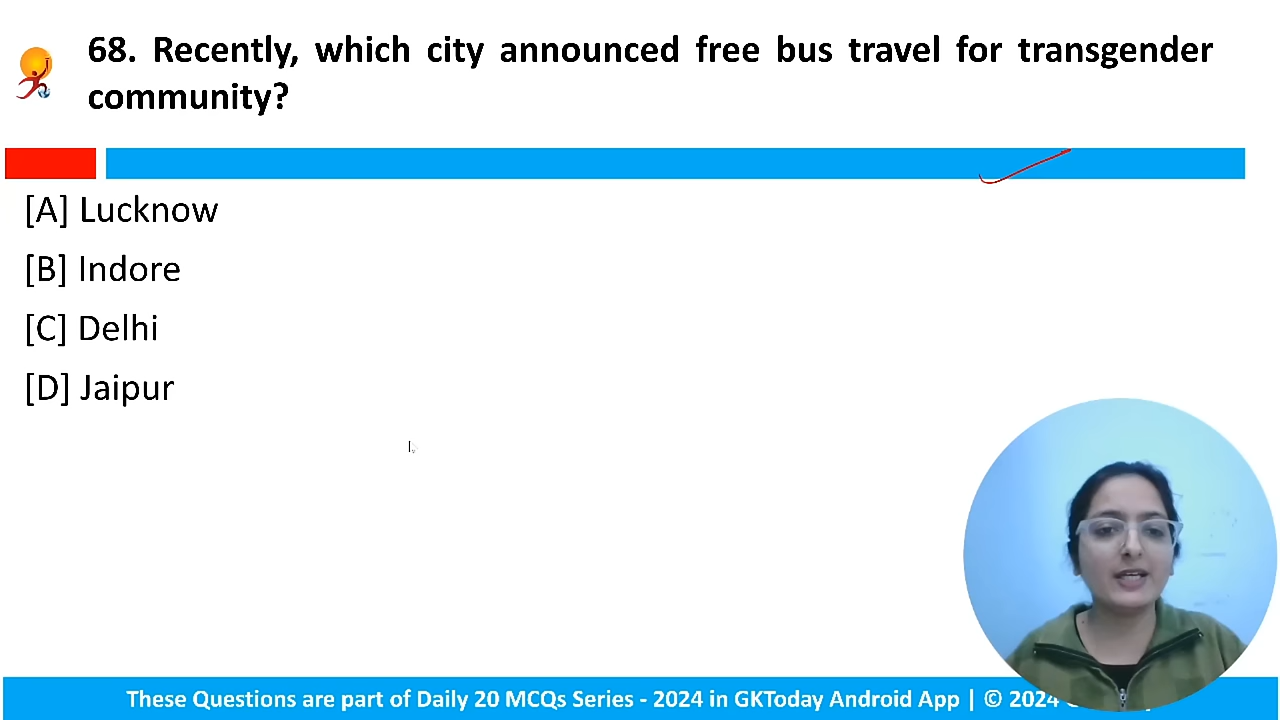 68. Recently, which city announced free bus travel for transgender
community?
[A] Lucknow
[B] Indore
[C] Delhi
[D] Jaipur
These Questions are part of Daily 20 MCQs Series - 2024 in GKToday Android App | © 2024